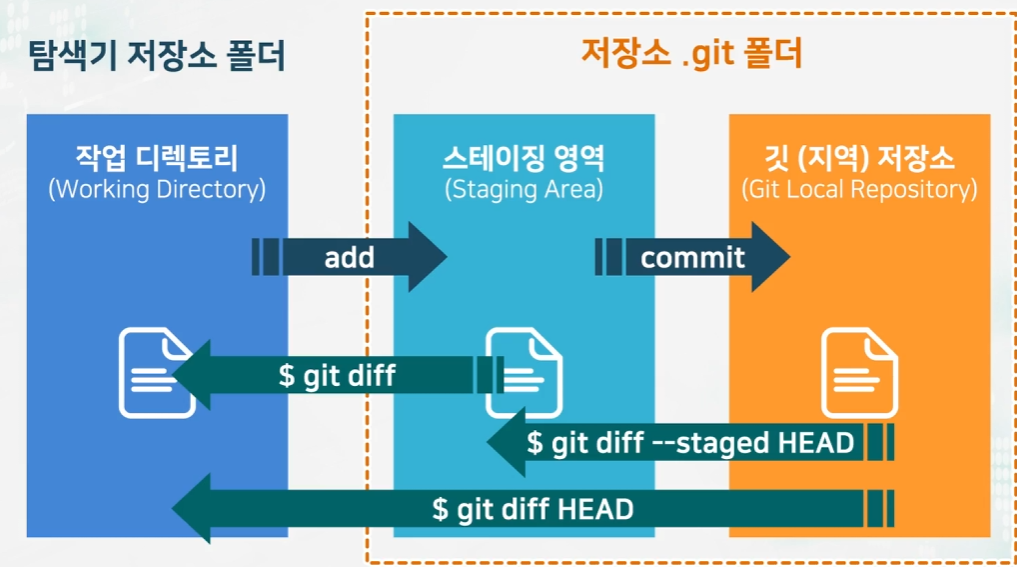 탐색기 저장소 폴더
저장소 .git 폴더
작업 디렉토리
(Working Directory)
스테이징 영역
(Staging Area)
깃 (지역) 저장소
(Git Local Repository)
add
commit
$ git diff
$ git diff --staged HEAD
$ git diff HEAD